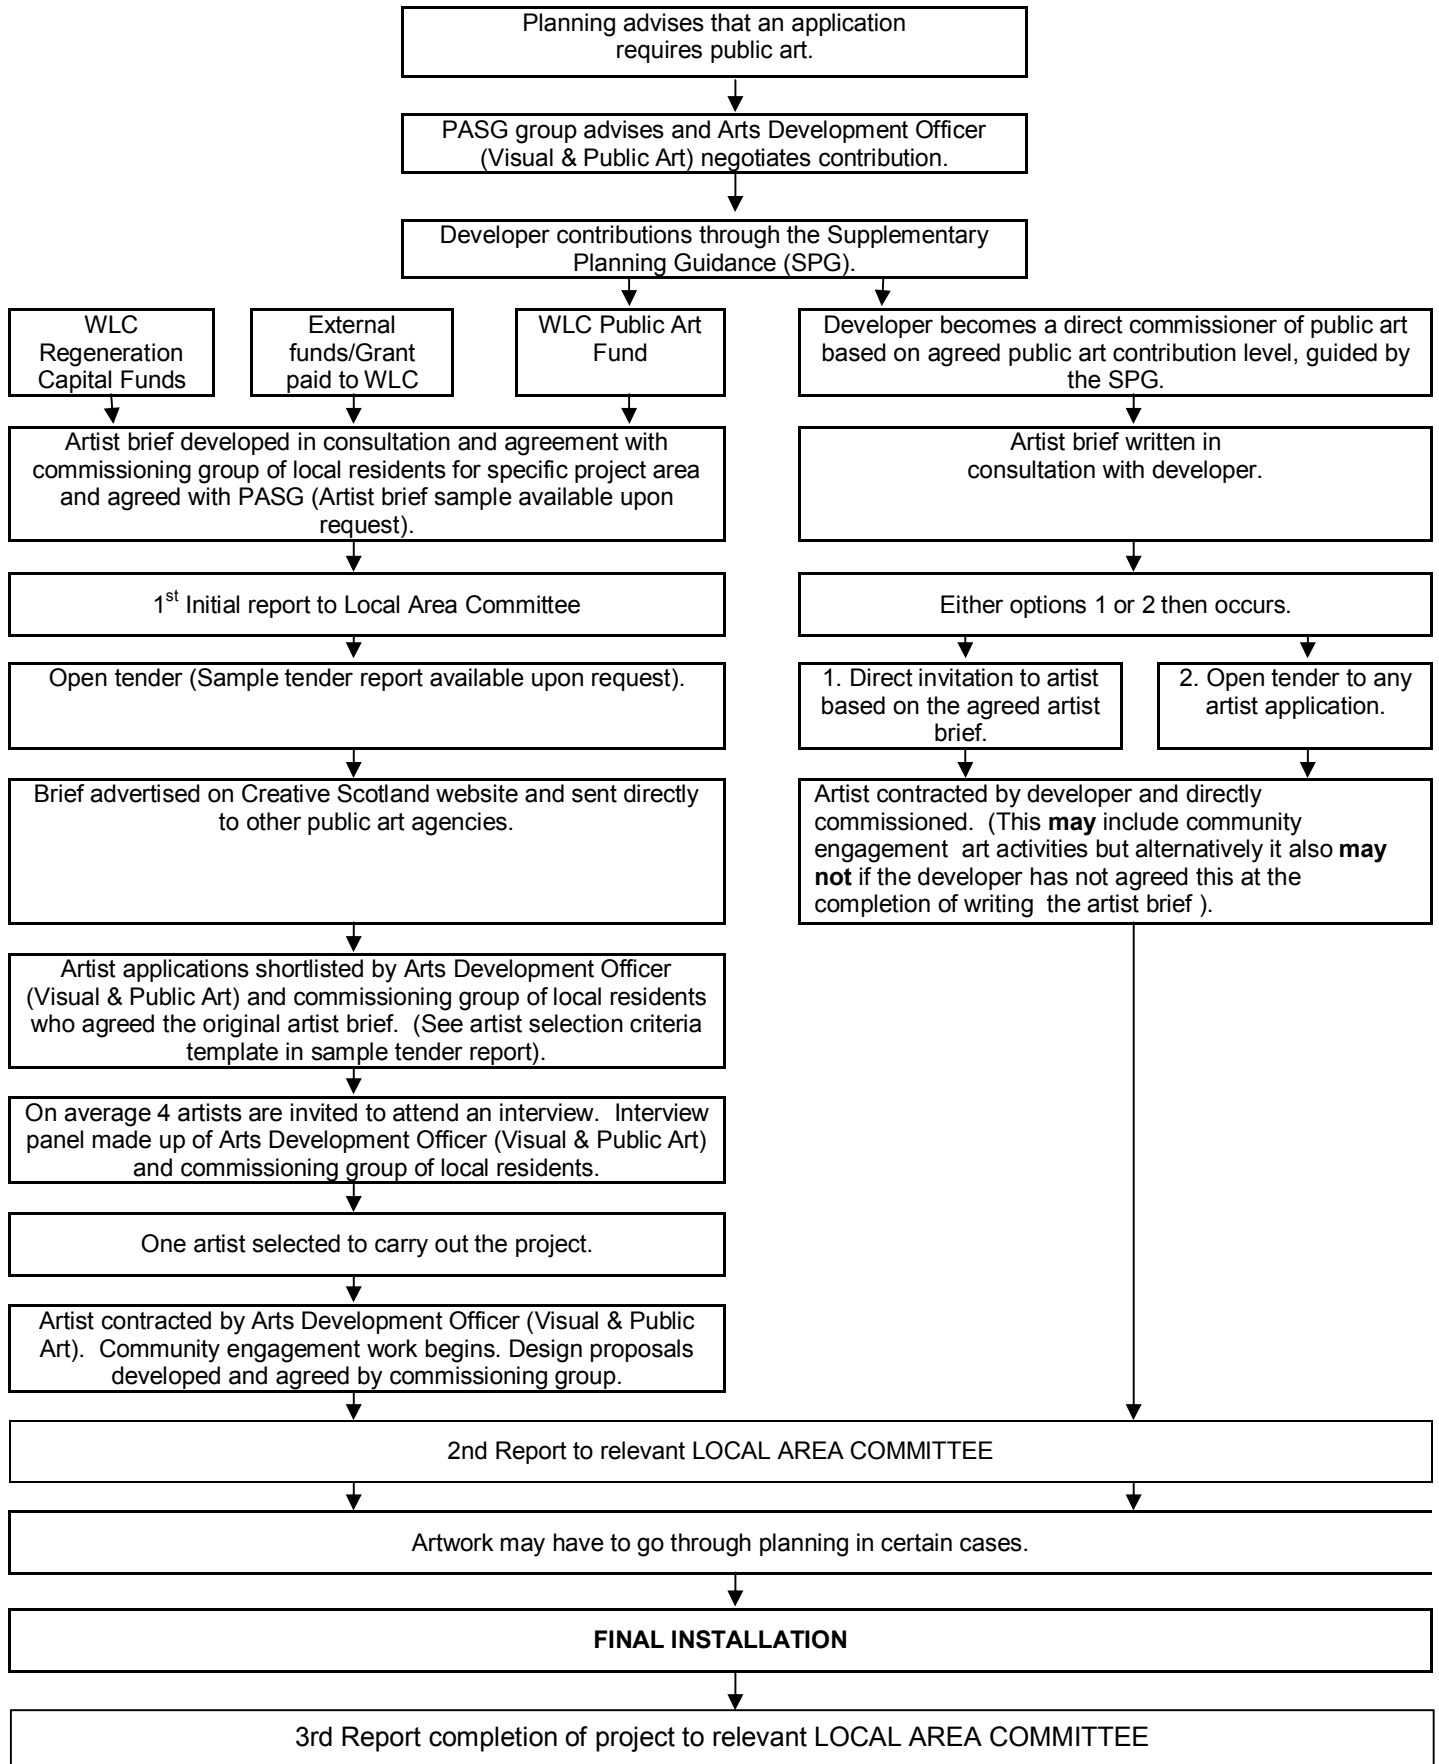 Planning advises that an application
requires public art.
PASG group advises and Arts Development Officer
(Visual & Public Art) negotiates contribution.
Developer contributions through the Supplementary
Planning Guidance (SPG).
WLC
Regeneration
Capital Funds
External
funds/Grant
paid to WLC
WLC Public Art
Fund
Developer becomes a direct commissioner of public art
based on agreed public art contribution level, guided by
the SPG.
Artist brief developed in consultation and agreement with
commissioning group of local residents for specific project area
and agreed with PASG (Artist brief sample available upon
request).
Artist brief written in
consultation with developer.
1st Initial report to Local Area Committee
Either options 1 or 2 then occurs.
Open tender (Sample tender report available upon request).
1. Direct invitation to artist
based on the agreed artist
brief.
2. Open tender to any
artist application.
Brief advertised on Creative Scotland website and sent directly
to other public art agencies.
Artist contracted by developer and directly
commissioned. (This may include community
engagement art activities but alternatively it also may
not if the developer has not agreed this at the
completion of writing the artist brief ).
Artist applications shortlisted by Arts Development Officer
(Visual & Public Art) and commissioning group of local residents
who agreed the original artist brief. (See artist selection criteria
template in sample tender report).
On average 4 artists are invited to attend an interview. Interview
panel made up of Arts Development Officer (Visual & Public Art)
and commissioning group of local residents.
One artist selected to carry out the project.
Artist contracted by Arts Development Officer (Visual & Public
Art). Community engagement work begins. Design proposals
developed and agreed by commissioning group.
2nd Report to relevant LOCAL AREA COMMITTEE
Artwork may have to go through planning in certain cases.
FINAL INSTALLATION
3rd Report completion of project to relevant LOCAL AREA COMMITTEE